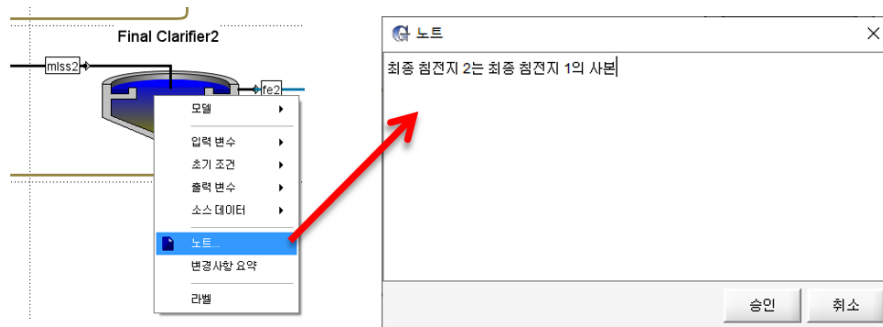 Final Clarifier2
mlss2
fe2
모델
입력 변수
초기 조건
출력 변수
소스 데이터
노트...
변경사항 요약
라벨
노트
최종 침전지 2는 최종 침전지 1의 사본
승인
취소